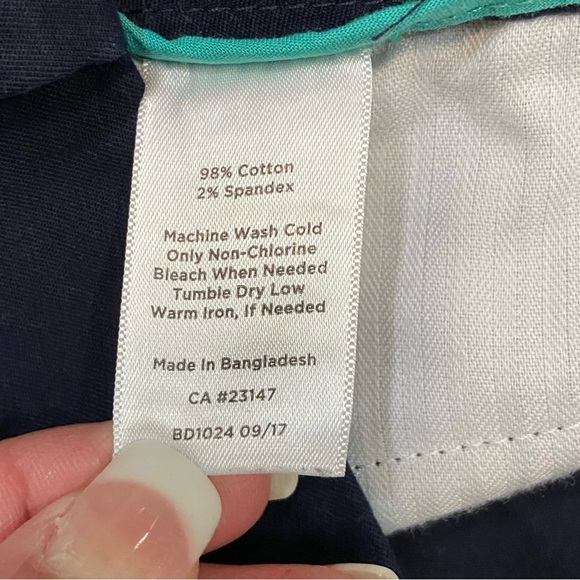 98% Cotton
2% Spandex
Machine Wash Cold
Only Non-Chlorine
Bleach When Needed
Tumble Dry Low
Warm Iron, If Needed
Made In Bangladesh
CA #23147
BD1024 09/17